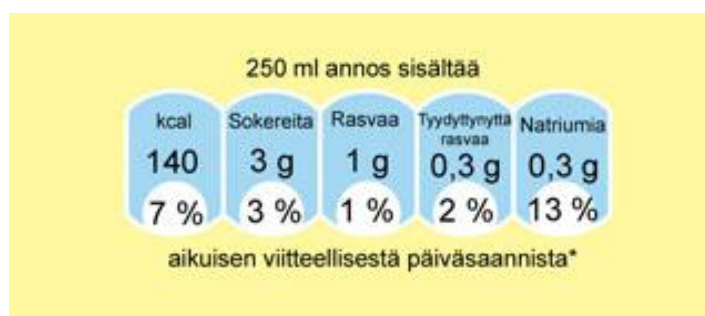 250 ml annos sisältää
kcal Sokereita Rasvaa Tyydyttynyttä rasvaa Natriumia
140 3 g 1 g 0,3 g 0,3 g
7 % 3 % 1 % 2 % 13 %
aikuisen viitteellisestä päiväsaannista*